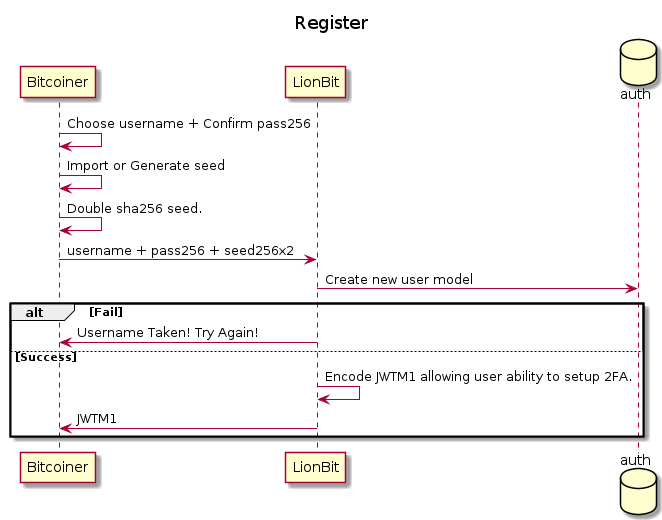 Register
Bitcoiner
LionBit
auth
Choose username + Confirm pass256
Import or Generate seed
Double sha256 seed.
username + pass256 + seed256x2
Create new user model
alt [Fail]
Username Taken! Try Again!
[Success]
Encode JWTM1 allowing user ability to setup 2FA.
JWTM1
Bitcoiner
LionBit
auth